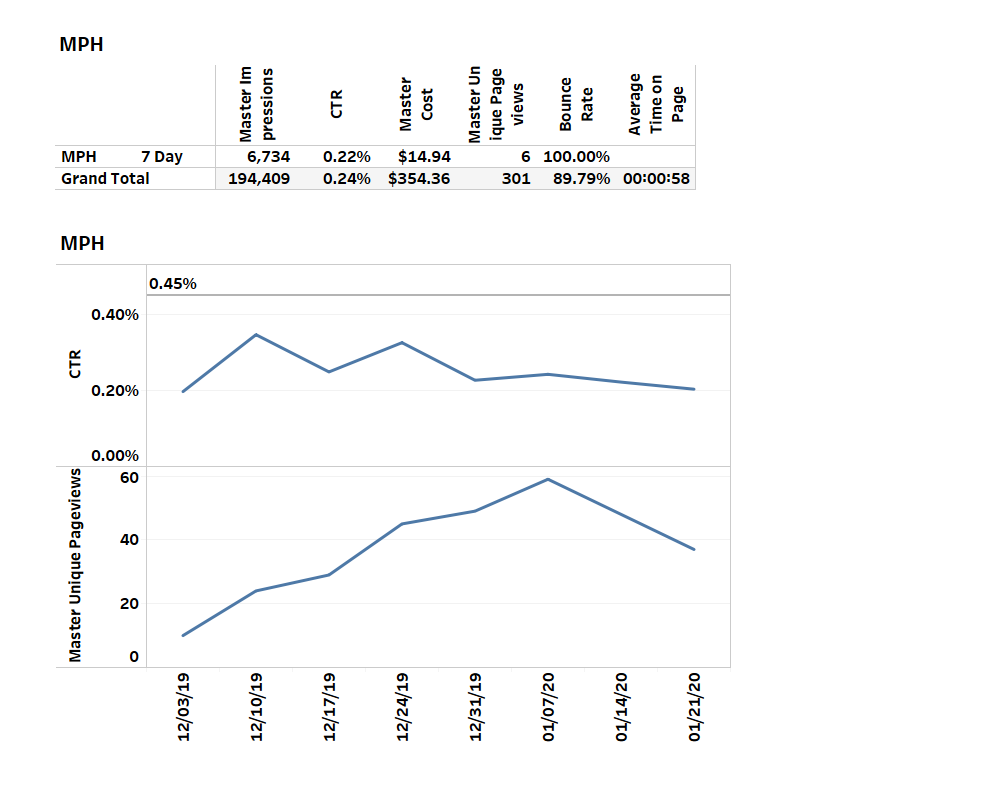 MPH
Master Im
pressions
CTR
Master
Cost
Master Un
ique Page
views
Bounce
Rate
Average
Time on
Page
MPH 7 Day 6,734 0.22% $14.94 6 100.00%
Grand Total 194,409 0.24% $354.36 301 89.79% 00:00:58
MPH
0.45%
0.40%
CTR
0.20%
0.00%
Master Unique Pageviews
60
40
20
0
12/03/19 12/10/19 12/17/19 12/24/19 12/31/19 01/07/20 01/14/20 01/21/20